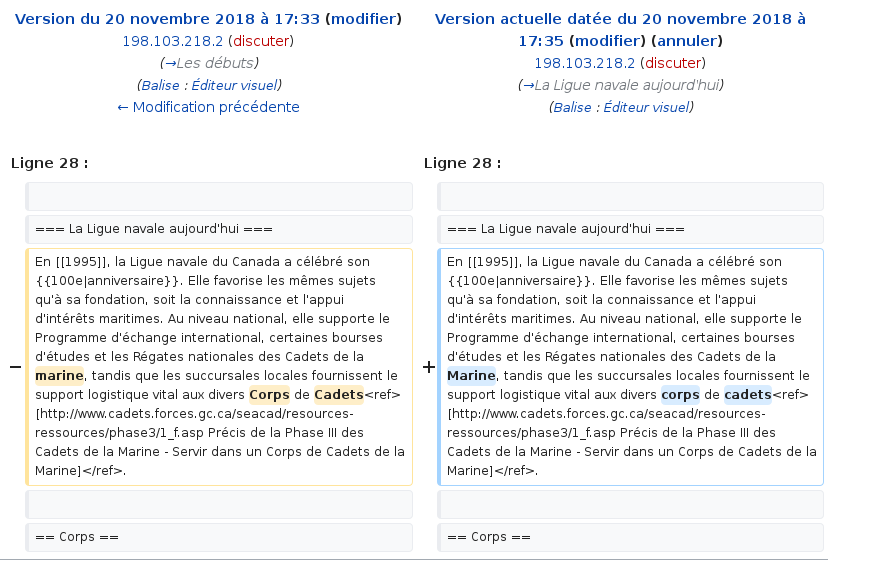 Version du 20 novembre 2018 à 17:33 (modifier)
198.103.218.2 (discuter)
(→Les débuts)
(Balise : Éditeur visuel)
← Modification précédente
Version actuelle datée du 20 novembre 2018 à
17:35 (modifier) (annuler)
198.103.218.2 (discuter)
(→La Ligue navale aujourd'hui)
(Balise : Éditeur visuel)
Ligne 28 :
Ligne 28 :
=== La Ligue navale aujourd'hui ===
=== La Ligue navale aujourd'hui ===
−
En [[1995]], la Ligue navale du Canada a célébré son
{{100e|anniversaire}}. Elle favorise les mêmes sujets
qu'à sa fondation, soit la connaissance et l'appui
d'intérêts maritimes. Au niveau national, elle supporte le
Programme d'échange international, certaines bourses
d'études et les Régates nationales des Cadets de la
marine, tandis que les succursales locales fournissent le
support logistique vital aux divers Corps de Cadets<ref>
[http://www.cadets.forces.gc.ca/seacad/resources-
ressources/phase3/1_f.asp Précis de la Phase III des
Cadets de la Marine - Servir dans un Corps de Cadets de la
Marine]</ref>.
+
En [[1995]], la Ligue navale du Canada a célébré son
{{100e|anniversaire}}. Elle favorise les mêmes sujets
qu'à sa fondation, soit la connaissance et l'appui
d'intérêts maritimes. Au niveau national, elle supporte le
Programme d'échange international, certaines bourses
d'études et les Régates nationales des Cadets de la
Marine, tandis que les succursales locales fournissent le
support logistique vital aux divers corps de cadets<ref>
[http://www.cadets.forces.gc.ca/seacad/resources-
ressources/phase3/1_f.asp Précis de la Phase III des
Cadets de la Marine - Servir dans un Corps de Cadets de la
Marine]</ref>.
== Corps ==
== Corps ==